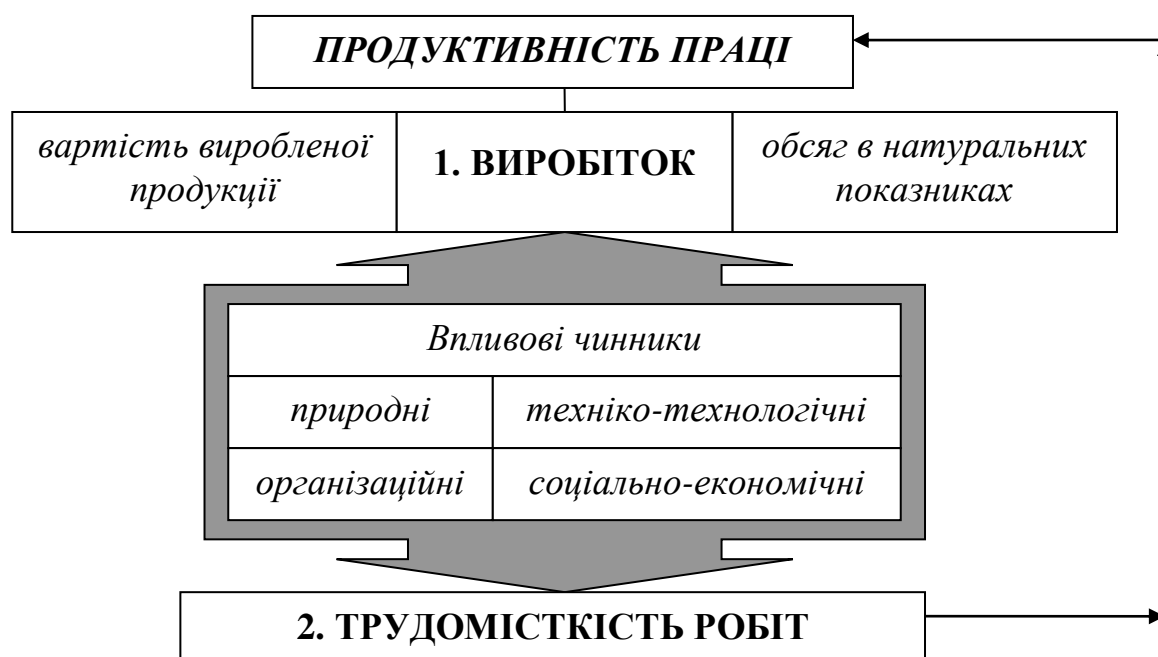 ПРОДУКТИВНІСТЬ ПРАЦІ
вартість виробленої
продукції
1. ВИРОБІТОК
обсяг в натуральних
показниках
Впливові чинники
природні
техніко-технологічні
організаційні
соціально-економічні
2. ТРУДОМІСТКІСТЬ РОБІТ